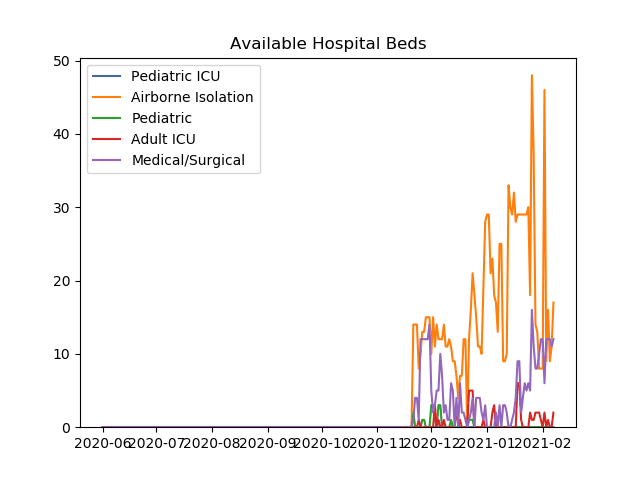 Available Hospital Beds
50
40
30
20
10
0
Pediatric ICU
Airborne Isolation
Pediatric
Adult ICU
Medical/Surgical
2020-06 2020-07 2020-08 2020-09 2020-10 2020-11 2020-12 2021-01 2021-02